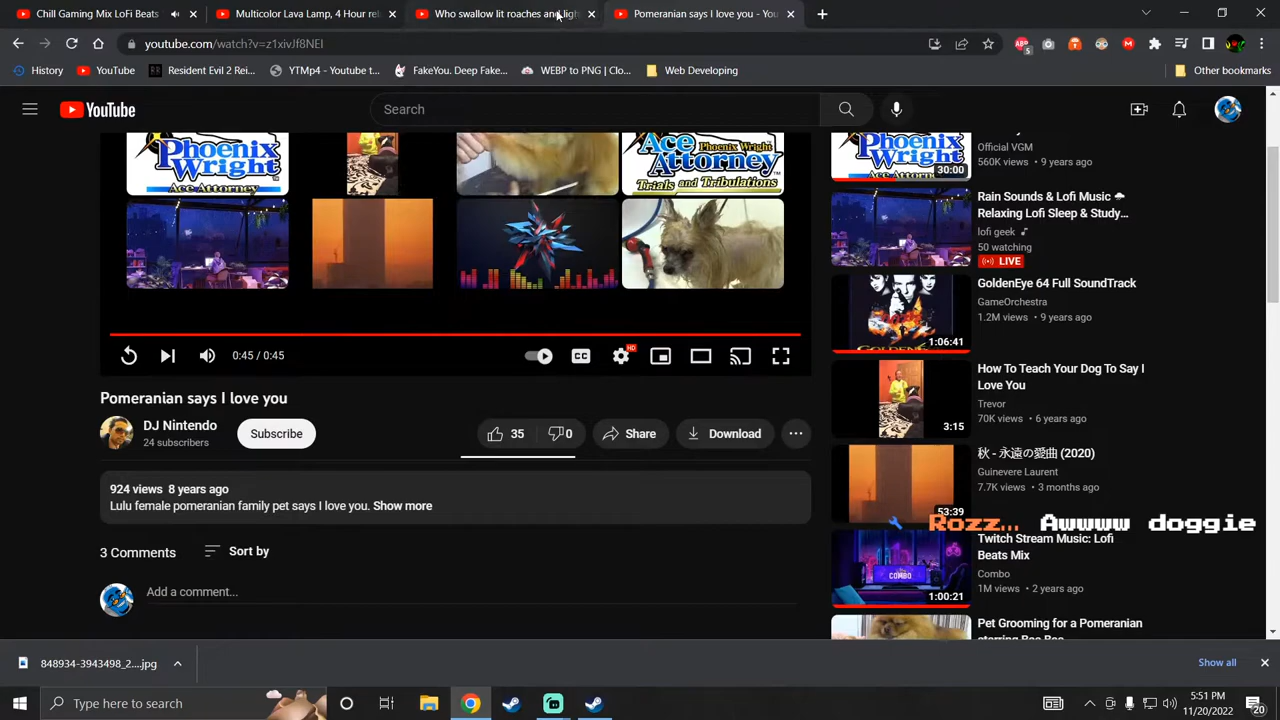 Chill Gaming Mix LoFi Beats
Multicolor Lava Lamp, 4 Hour rel
Who swallow lit roaches and ligh
Pomeranian says I love you - You
youtube.com/watch?v=z1xivJf8NEI
ABP
5
M
History
YouTube
Resident Evil 2 Rei...
YTMp4 - Youtube t...
FakeYou. Deep Fake...
WEBP to PNG | Clo...
Web Developing
Other bookmarks
YouTube
Search
Phoenix Wright
Phoenix Wright
Ace Attorney
Trials and Tribulations
ACE ATTORNEY
0:45 / 0:45
CC
HD
Pomeranian says I love you
DJ Nintendo
24 subscribers
Subscribe
35
0
Share
Download
924 views 8 years ago
Lulu female pomeranian family pet says I love you. Show more
3 Comments
Sort by
Add a comment...
Phoenix Wright
30:00
Official VGM
560K views • 9 years ago
Rain Sounds & Lofi Music
Relaxing Lofi Sleep & Study...
lofi geek
50 watching
LIVE
1:06:41
GoldenEye 64 Full SoundTrack
GameOrchestra
1.2M views • 9 years ago
3:15
How To Teach Your Dog To Say I
Love You
Trevor
70K views • 6 years ago
53:39
秋 - 永遠の愛曲 (2020)
Guinevere Laurent
7.7K views • 3 months ago
Rozz... Awwww doggie
COMBO
1:00:21
Twitch Stream Music: Lofi
Beats Mix
Combo
1M views • 2 years ago
Pet Grooming for a Pomeranian
848934-3943498_2....jpg
Show all
Type here to search
5:51 PM
11/20/2022
20